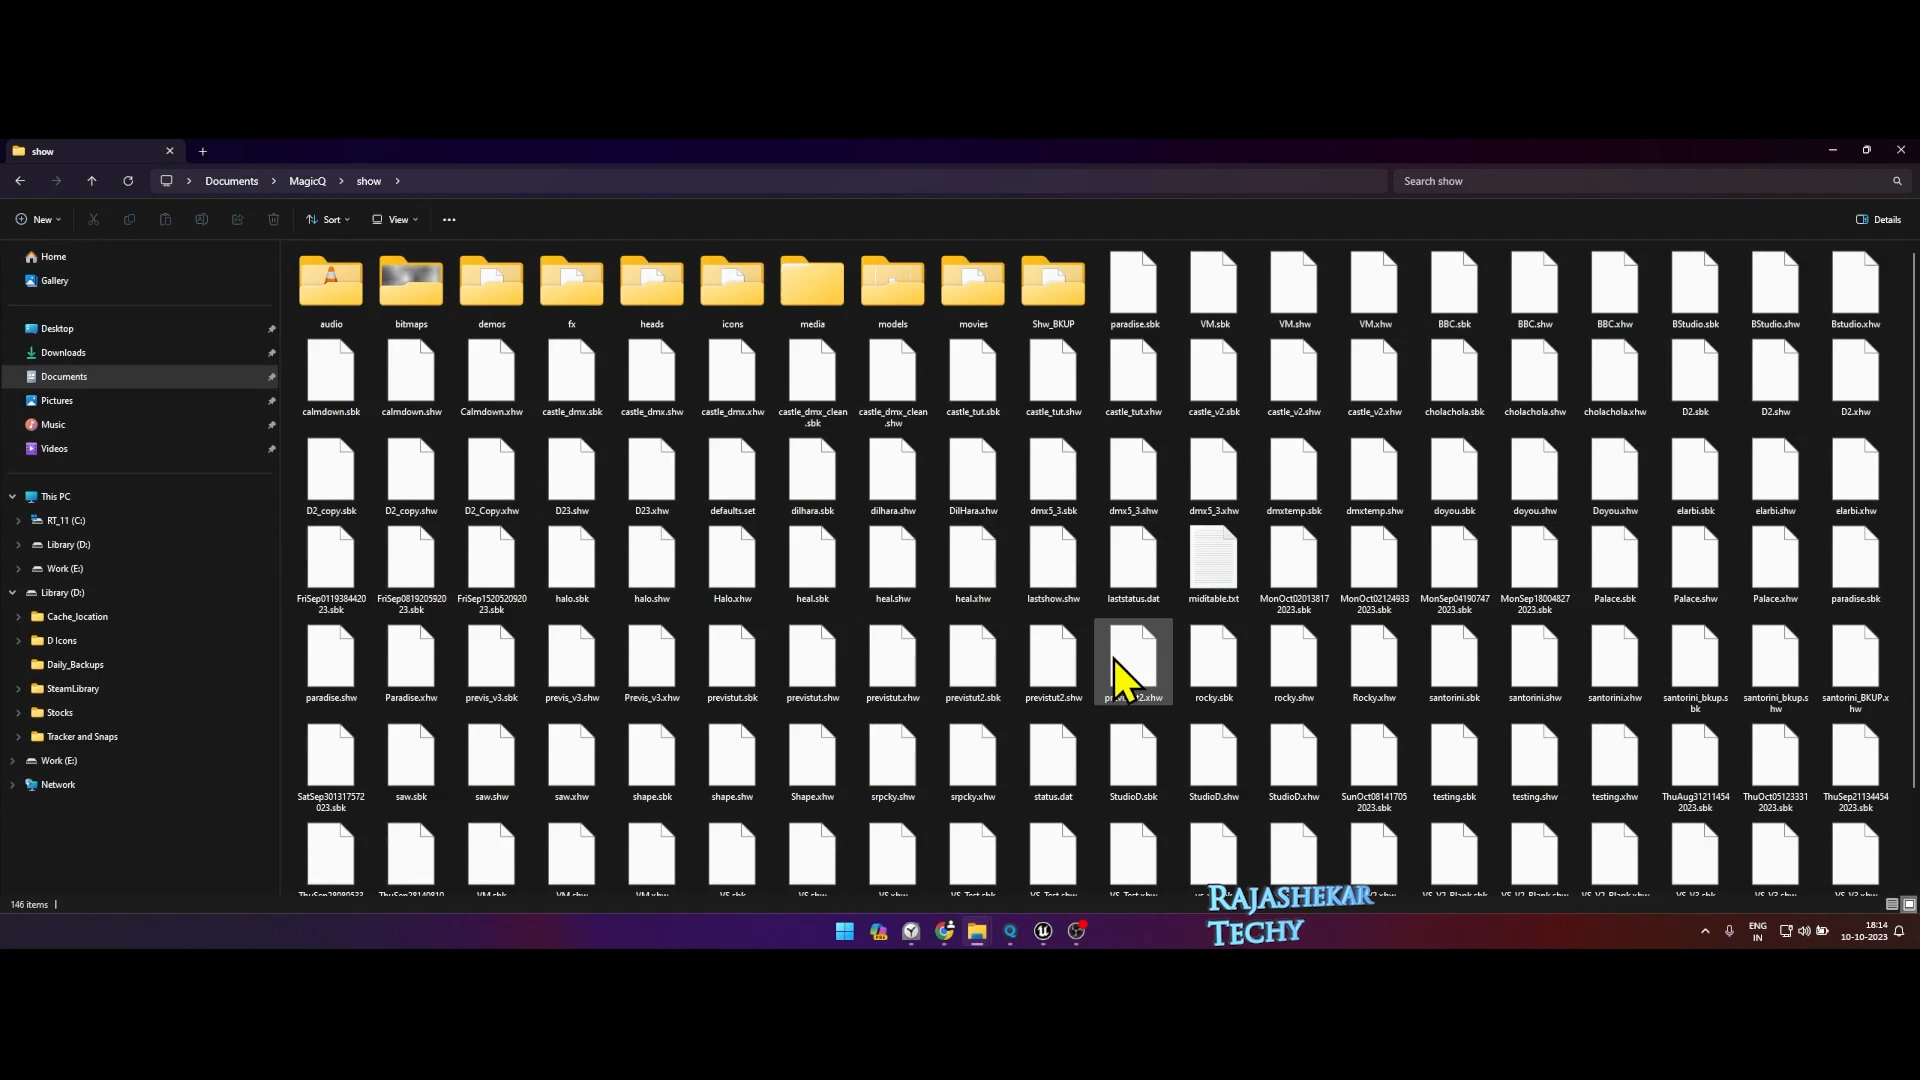 show
Documents
MagicQ
show
Search show
New
Sort
View
Details
Home
Gallery
Desktop
Downloads
Documents
Pictures
Music
Videos
This PC
RT_11 (C:)
Library (D:)
Work (E:)
Library (D:)
Cache_location
D Icons
Daily_Backups
SteamLibrary
Stocks
Tracker and Snaps
Work (E:)
Network
audio bitmaps demos fx heads icons media models movies Shw_BKUP paradise.sbk VM.sbk VM.shw VM.xhw BBC.sbk BBC.shw BBC.xhw BStudio.sbk BStudio.shw Bstudio.xhw
calmdown.sbk calmdown.shw Calmdown.xhw castle_dmx.sbk castle_dmx.shw castle_dmx.xhw castle_dmx_clean castle_dmx_clean castle_tut.sbk castle_tut.shw castle_tut.xhw castle_v2.sbk castle_v2.shw castle_v2.xhw cholachola.sbk cholachola.shw cholachola.xhw D2.sbk D2.shw D2.xhw
.sbk .shw
D2_copy.sbk D2_copy.shw D2_Copy.xhw D23.shw D23.xhw defaults.set dilhara.sbk dilhara.shw DilHara.xhw dmx5_3.sbk dmx5_3.shw dmx5_3.xhw dmxtemp.sbk dmxtemp.shw doyou.sbk doyou.shw Doyou.xhw elarbi.sbk elarbi.shw elarbi.xhw
FriSep0119384420 FriSep0819205920 FriSep1520520920 halo.sbk halo.shw Halo.xhw heal.sbk heal.shw heal.xhw lastshow.shw laststatus.dat miditable.txt MonOct02013817 MonOct02124933 MonSep04190747 MonSep18004827 Palace.sbk Palace.shw Palace.xhw paradise.sbk
23.sbk 23.sbk 23.sbk 2023.sbk 2023.sbk 2023.sbk 2023.sbk
paradise.shw Paradise.xhw previs_v3.sbk previs_v3.shw Previs_v3.xhw previstut.sbk previstut.shw previstut.xhw previstut2.sbk previstut2.shw rocky.sbk rocky.shw Rocky.xhw santorini.sbk santorini.shw santorini.xhw santorini_bkup.s santorini_bkup.s santorini_BKUP.x
bk hw hw
SatSep301317572 saw.sbk saw.shw saw.xhw shape.sbk shape.shw Shape.xhw srpcky.shw srpcky.xhw status.dat StudioD.sbk StudioD.shw StudioD.xhw SunOct08141705 testing.sbk testing.shw testing.xhw ThuAug31211454 ThuOct05123331 ThuSep21134454
023.sbk 2023.sbk 2023.sbk 2023.sbk 2023.sbk
146 items
RAJASHEKAR
TECHY
ENG
IN
18:14
10-10-2023